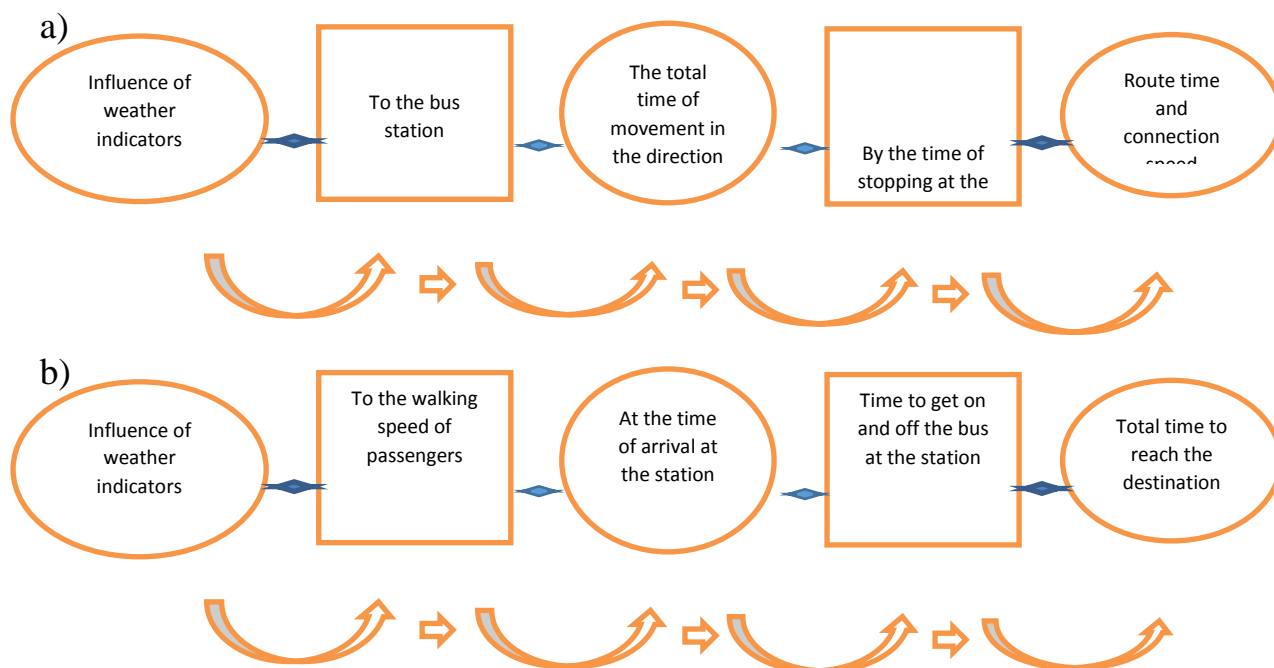 a)
Influence of
weather
indicators
To the bus
station
The total
time of
movement in
the direction
By the time of
stopping at the
Route time
and
connection
speed
b)
Influence of
weather
indicators
To the walking
speed of
passengers
At the time
of arrival at
the station
Time to get on
and off the bus
at the station
Total time to
reach the
destination